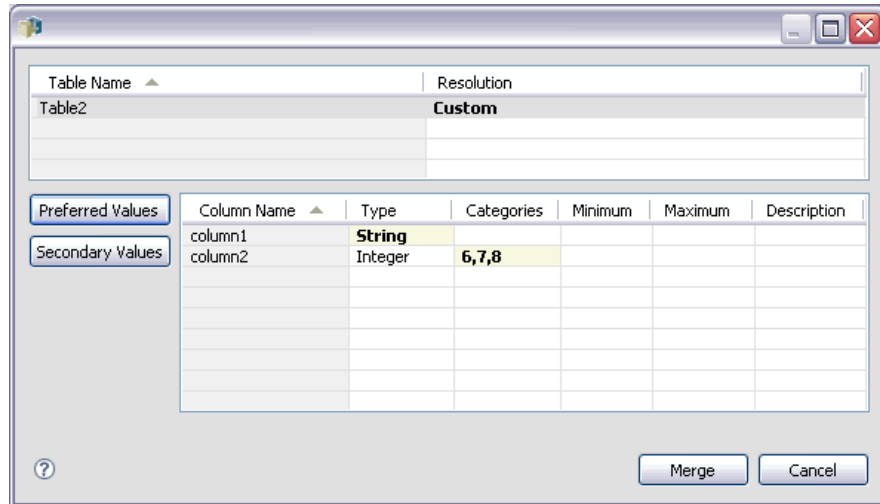 Table Name Resolution
Table2 Custom
Preferred Values
Secondary Values
Column Name Type Categories Minimum Maximum Description
column1 String
column2 Integer 6,7,8
? Merge Cancel